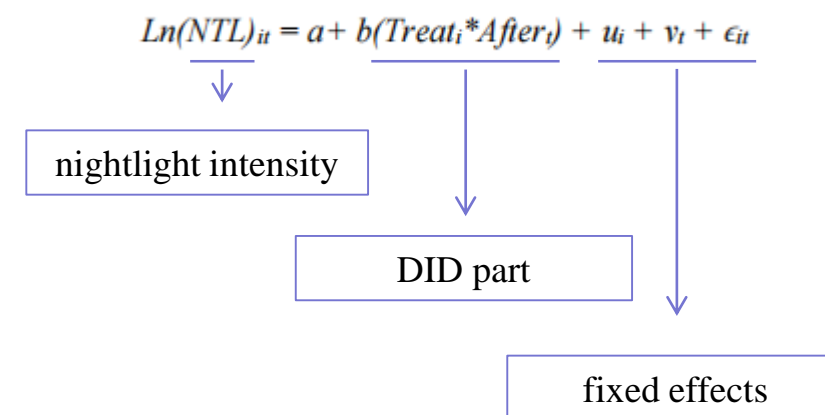 Ln(NTL)it = a+ b(Treati*Aftert) + ui + vt + ϵit
nightlight intensity
DID part
fixed effects